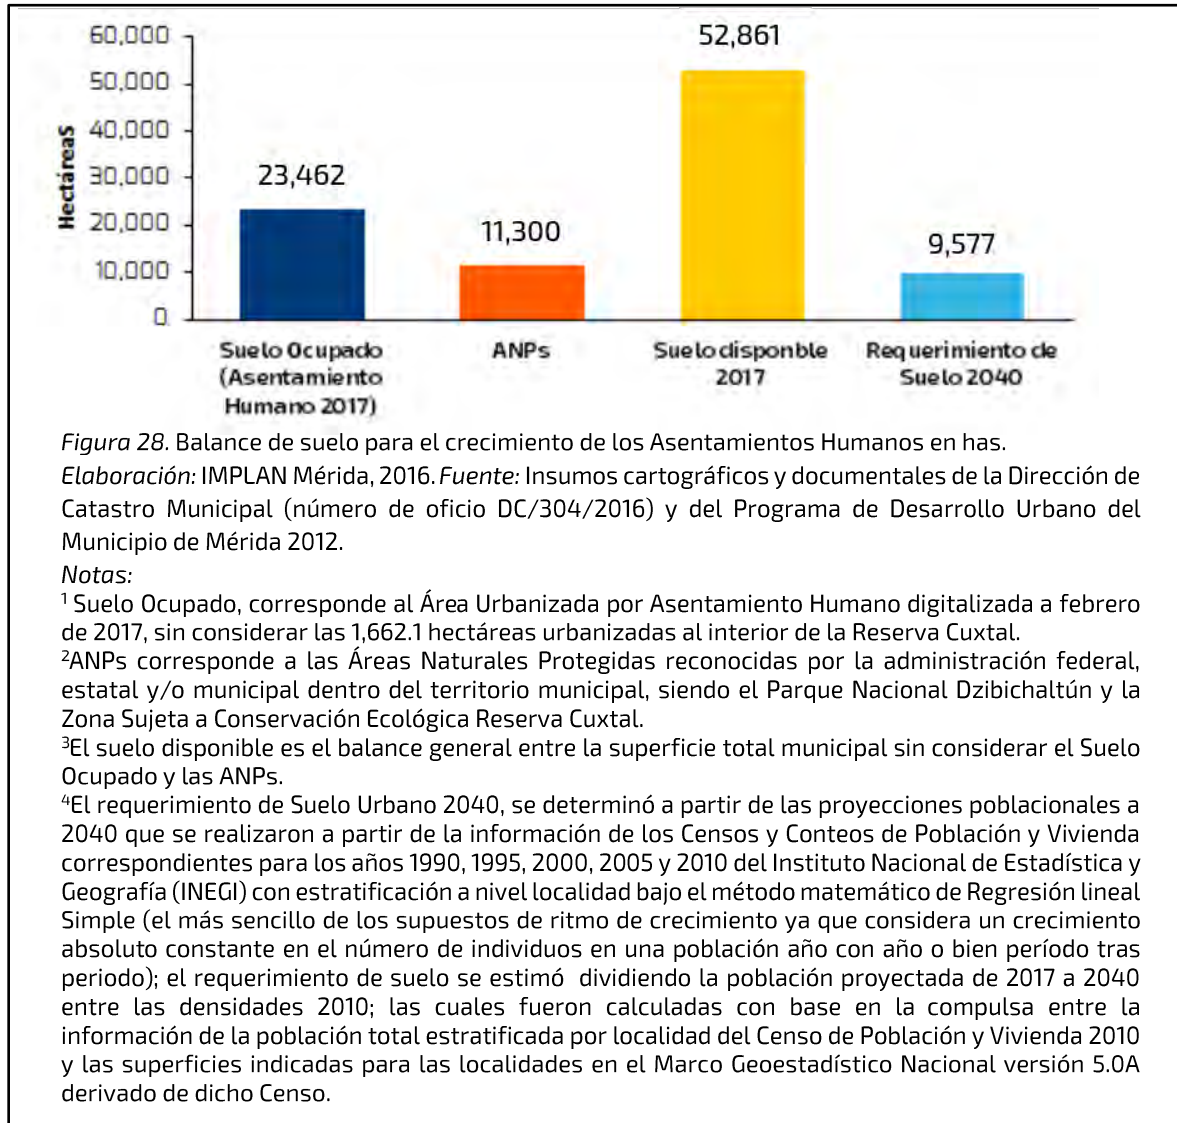 60,000
50,000
40,000
30,000
20,000
10,000
0
HectáreaS
23,462
11,300
52,861
9,577
Suelo Ocupado
(Asentamiento
Humano 2017)
ANPs
Suelo disponble
2017
Requerimiento de
Suelo 2040
Figura 28. Balance de suelo para el crecimiento de los Asentamientos Humanos en has.
Elaboración: IMPLAN Mérida, 2016. Fuente: Insumos cartográficos y documentales de la Dirección de
Catastro Municipal (número de oficio DC/304/2016) y del Programa de Desarrollo Urbano del
Municipio de Mérida 2012.
Notas:
¹ Suelo Ocupado, corresponde al Área Urbanizada por Asentamiento Humano digitalizada a febrero
de 2017, sin considerar las 1,662.1 hectáreas urbanizadas al interior de la Reserva Cuxtal.
²ANPs corresponde a las Áreas Naturales Protegidas reconocidas por la administración federal,
estatal y/o municipal dentro del territorio municipal, siendo el Parque Nacional Dzibichaltún y la
Zona Sujeta a Conservación Ecológica Reserva Cuxtal.
³El suelo disponible es el balance general entre la superficie total municipal sin considerar el Suelo
Ocupado y las ANPs.
⁴El requerimiento de Suelo Urbano 2040, se determinó a partir de las proyecciones poblacionales a
2040 que se realizaron a partir de la información de los Censos y Conteos de Población y Vivienda
correspondientes para los años 1990, 1995, 2000, 2005 y 2010 del Instituto Nacional de Estadística y
Geografía (INEGI) con estratificación a nivel localidad bajo el método matemático de Regresión lineal
Simple (el más sencillo de los supuestos de ritmo de crecimiento ya que considera un crecimiento
absoluto constante en el número de individuos en una población año con año o bien período tras
periodo); el requerimiento de suelo se estimó dividiendo la población proyectada de 2017 a 2040
entre las densidades 2010; las cuales fueron calculadas con base en la compulsa entre la
información de la población total estratificada por localidad del Censo de Población y Vivienda 2010
y las superficies indicadas para las localidades en el Marco Geoestadístico Nacional versión 5.0A
derivado de dicho Censo.